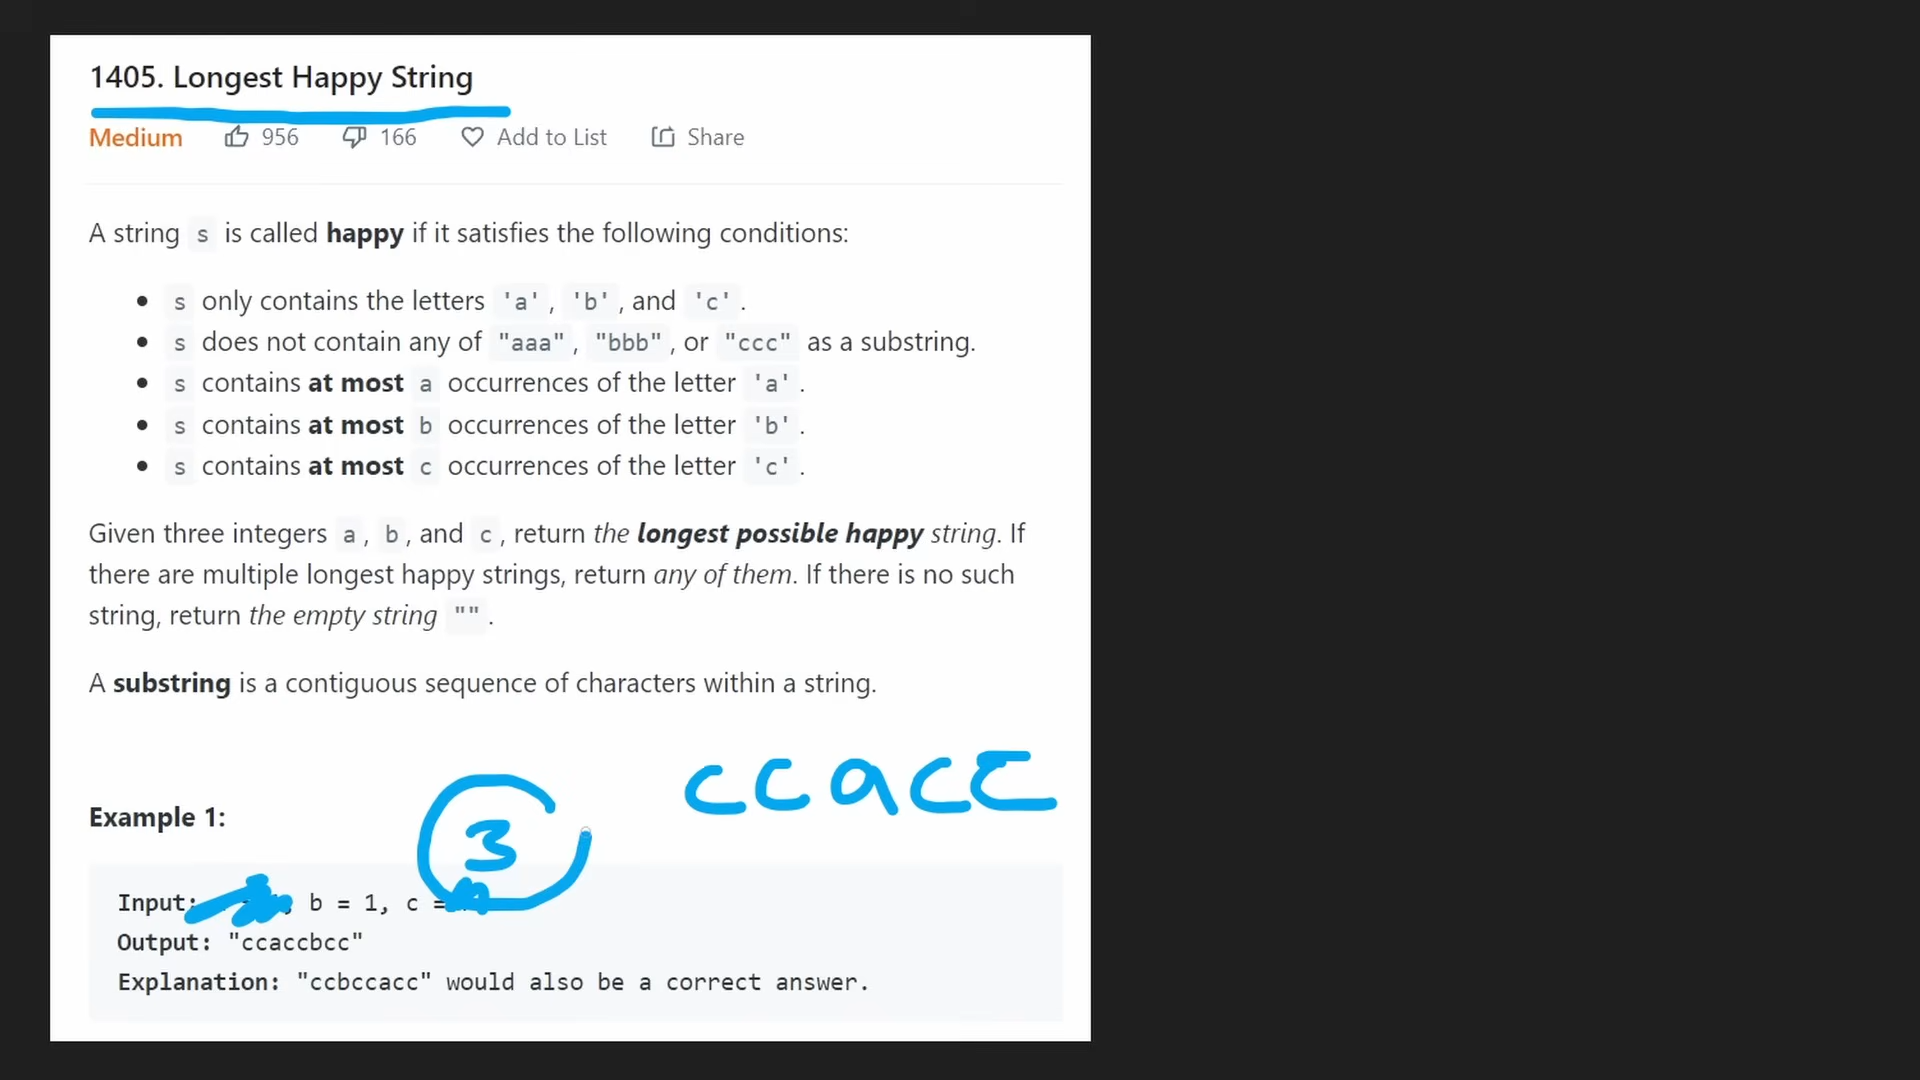 1405. Longest Happy String
Medium 956 166 Add to List Share
A string s is called happy if it satisfies the following conditions:
• s only contains the letters 'a', 'b', and 'c'.
• s does not contain any of "aaa", "bbb", or "ccc" as a substring.
• s contains at most a occurrences of the letter 'a'.
• s contains at most b occurrences of the letter 'b'.
• s contains at most c occurrences of the letter 'c'.
Given three integers a, b, and c, return the longest possible happy string. If
there are multiple longest happy strings, return any of them. If there is no such
string, return the empty string "".
A substring is a contiguous sequence of characters within a string.
ccacc
Example 1:
3
Input: , b = 1, c =
Output: "ccaccbcc"
Explanation: "ccbccacc" would also be a correct answer.